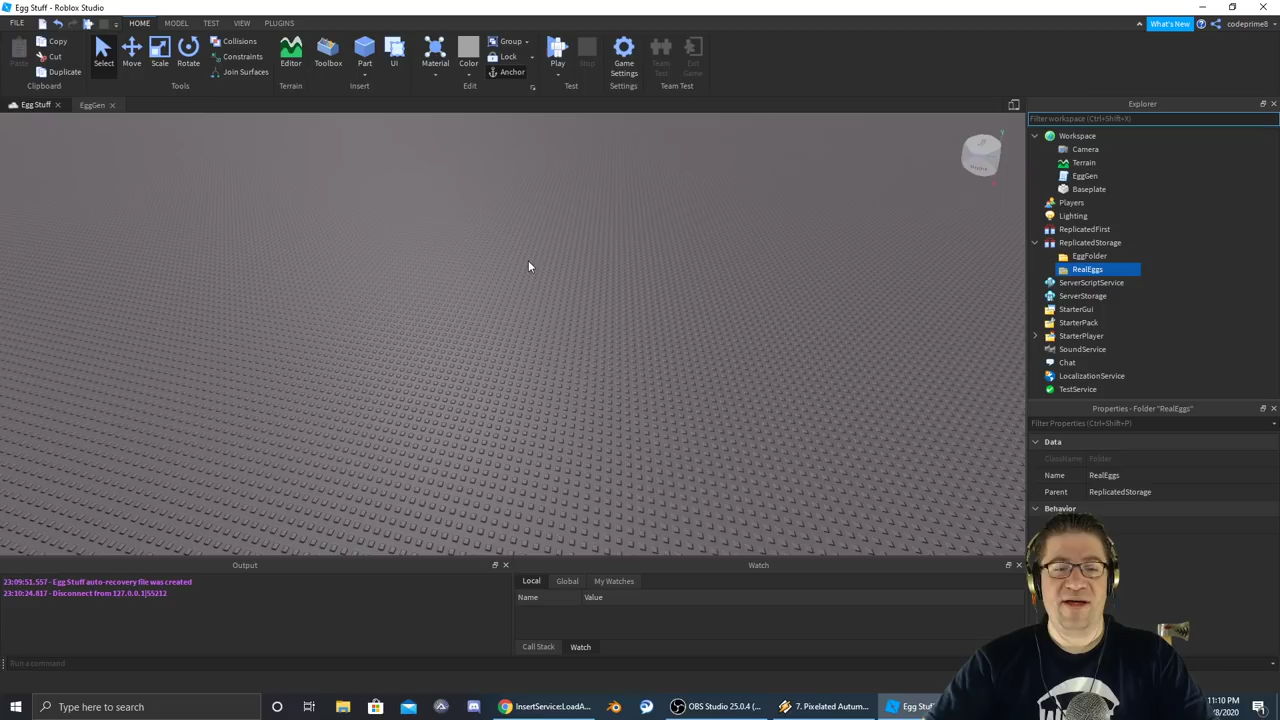 Egg Stuff - Roblox Studio
FILE HOME MODEL TEST VIEW PLUGINS What's New codeprime8
Paste Copy Cut Duplicate Clipboard
Select Move Scale Rotate Collisions Constraints Join Surfaces Tools
Editor Terrain
Toolbox Part UI Insert
Material Color Group Lock Anchor Edit
Play Stop Test
Game Settings Settings
Team Test Exit Game Team Test
Egg Stuff EggGen
Explorer
Filter workspace (Ctrl+Shift+X)
Workspace
Camera
Terrain
EggGen
Baseplate
Players
Lighting
ReplicatedFirst
ReplicatedStorage
EggFolder
RealEggs
ServerScriptService
ServerStorage
StarterGui
StarterPack
StarterPlayer
SoundService
Chat
LocalizationService
TestService
Properties - Folder "RealEggs"
Filter Properties (Ctrl+Shift+P)
Data
ClassName Folder
Name RealEggs
Parent ReplicatedStorage
Behavior
Output
23:09:51.557 - Egg Stuff auto-recovery file was created
23:10:24.817 - Disconnect from 127.0.0.1|55212
Watch
Local Global My Watches
Name Value
Call Stack Watch
Run a command
Type here to search
InsertService:LoadA...
OBS Studio 25.0.4 (...
7. Pixelated Autum...
Egg Stuff
11:10 PM
/8/2020